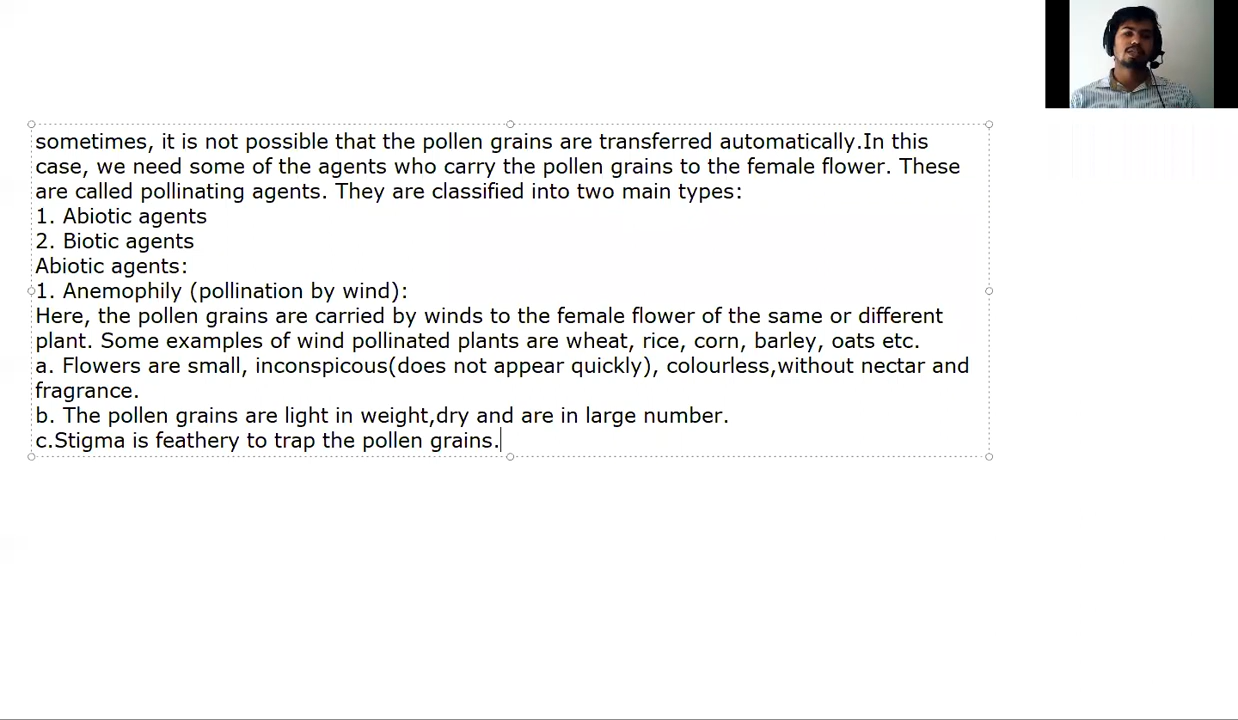 sometimes, it is not possible that the pollen grains are transferred automatically.In this
case, we need some of the agents who carry the pollen grains to the female flower. These
are called pollinating agents. They are classified into two main types:
1. Abiotic agents
2. Biotic agents
Abiotic agents:
1. Anemophily (pollination by wind):
Here, the pollen grains are carried by winds to the female flower of the same or different
plant. Some examples of wind pollinated plants are wheat, rice, corn, barley, oats etc.
a. Flowers are small, inconspicous(does not appear quickly), colourless,without nectar and
fragrance.
b. The pollen grains are light in weight,dry and are in large number.
c.Stigma is feathery to trap the pollen grains.